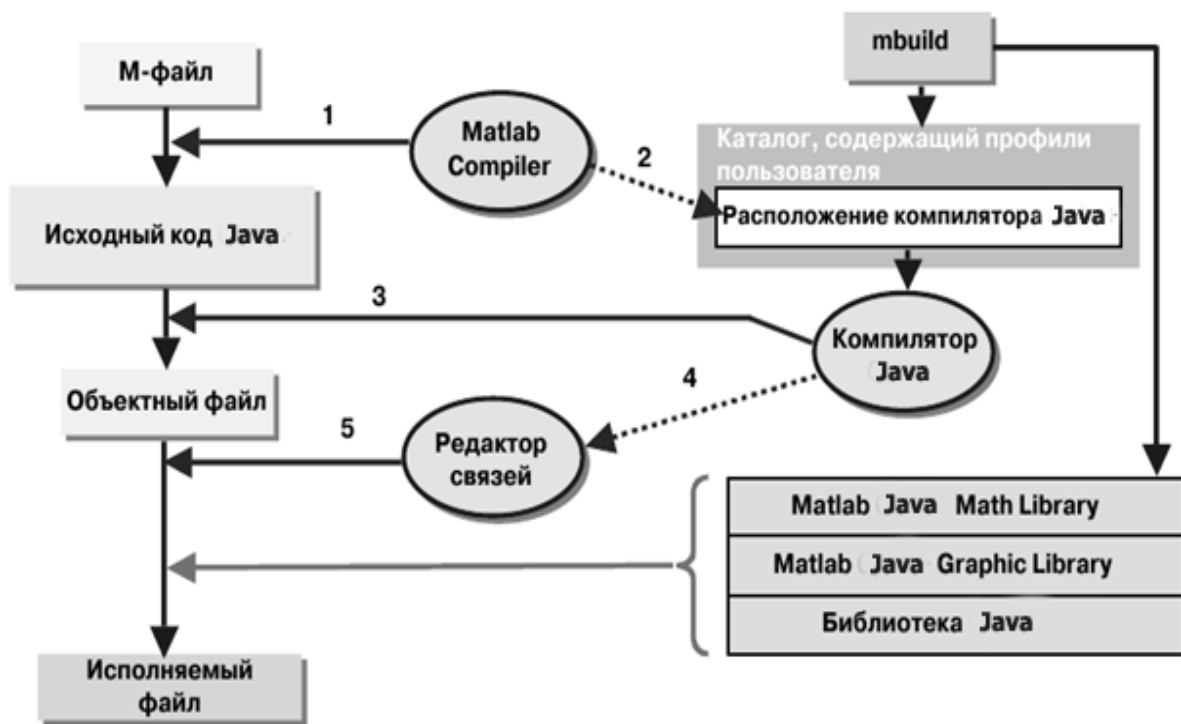 М-файл
mbuild
1
Matlab
Compiler
2
Каталог, содержащий профили
пользователя
Расположение компилятора Java
Исходный код Java
3
Компилятор
Java
Объектный файл
4
5
Редактор
связей
Matlab Java Math Library
Matlab Java Graphic Library
Библиотека Java
Исполняемый
файл